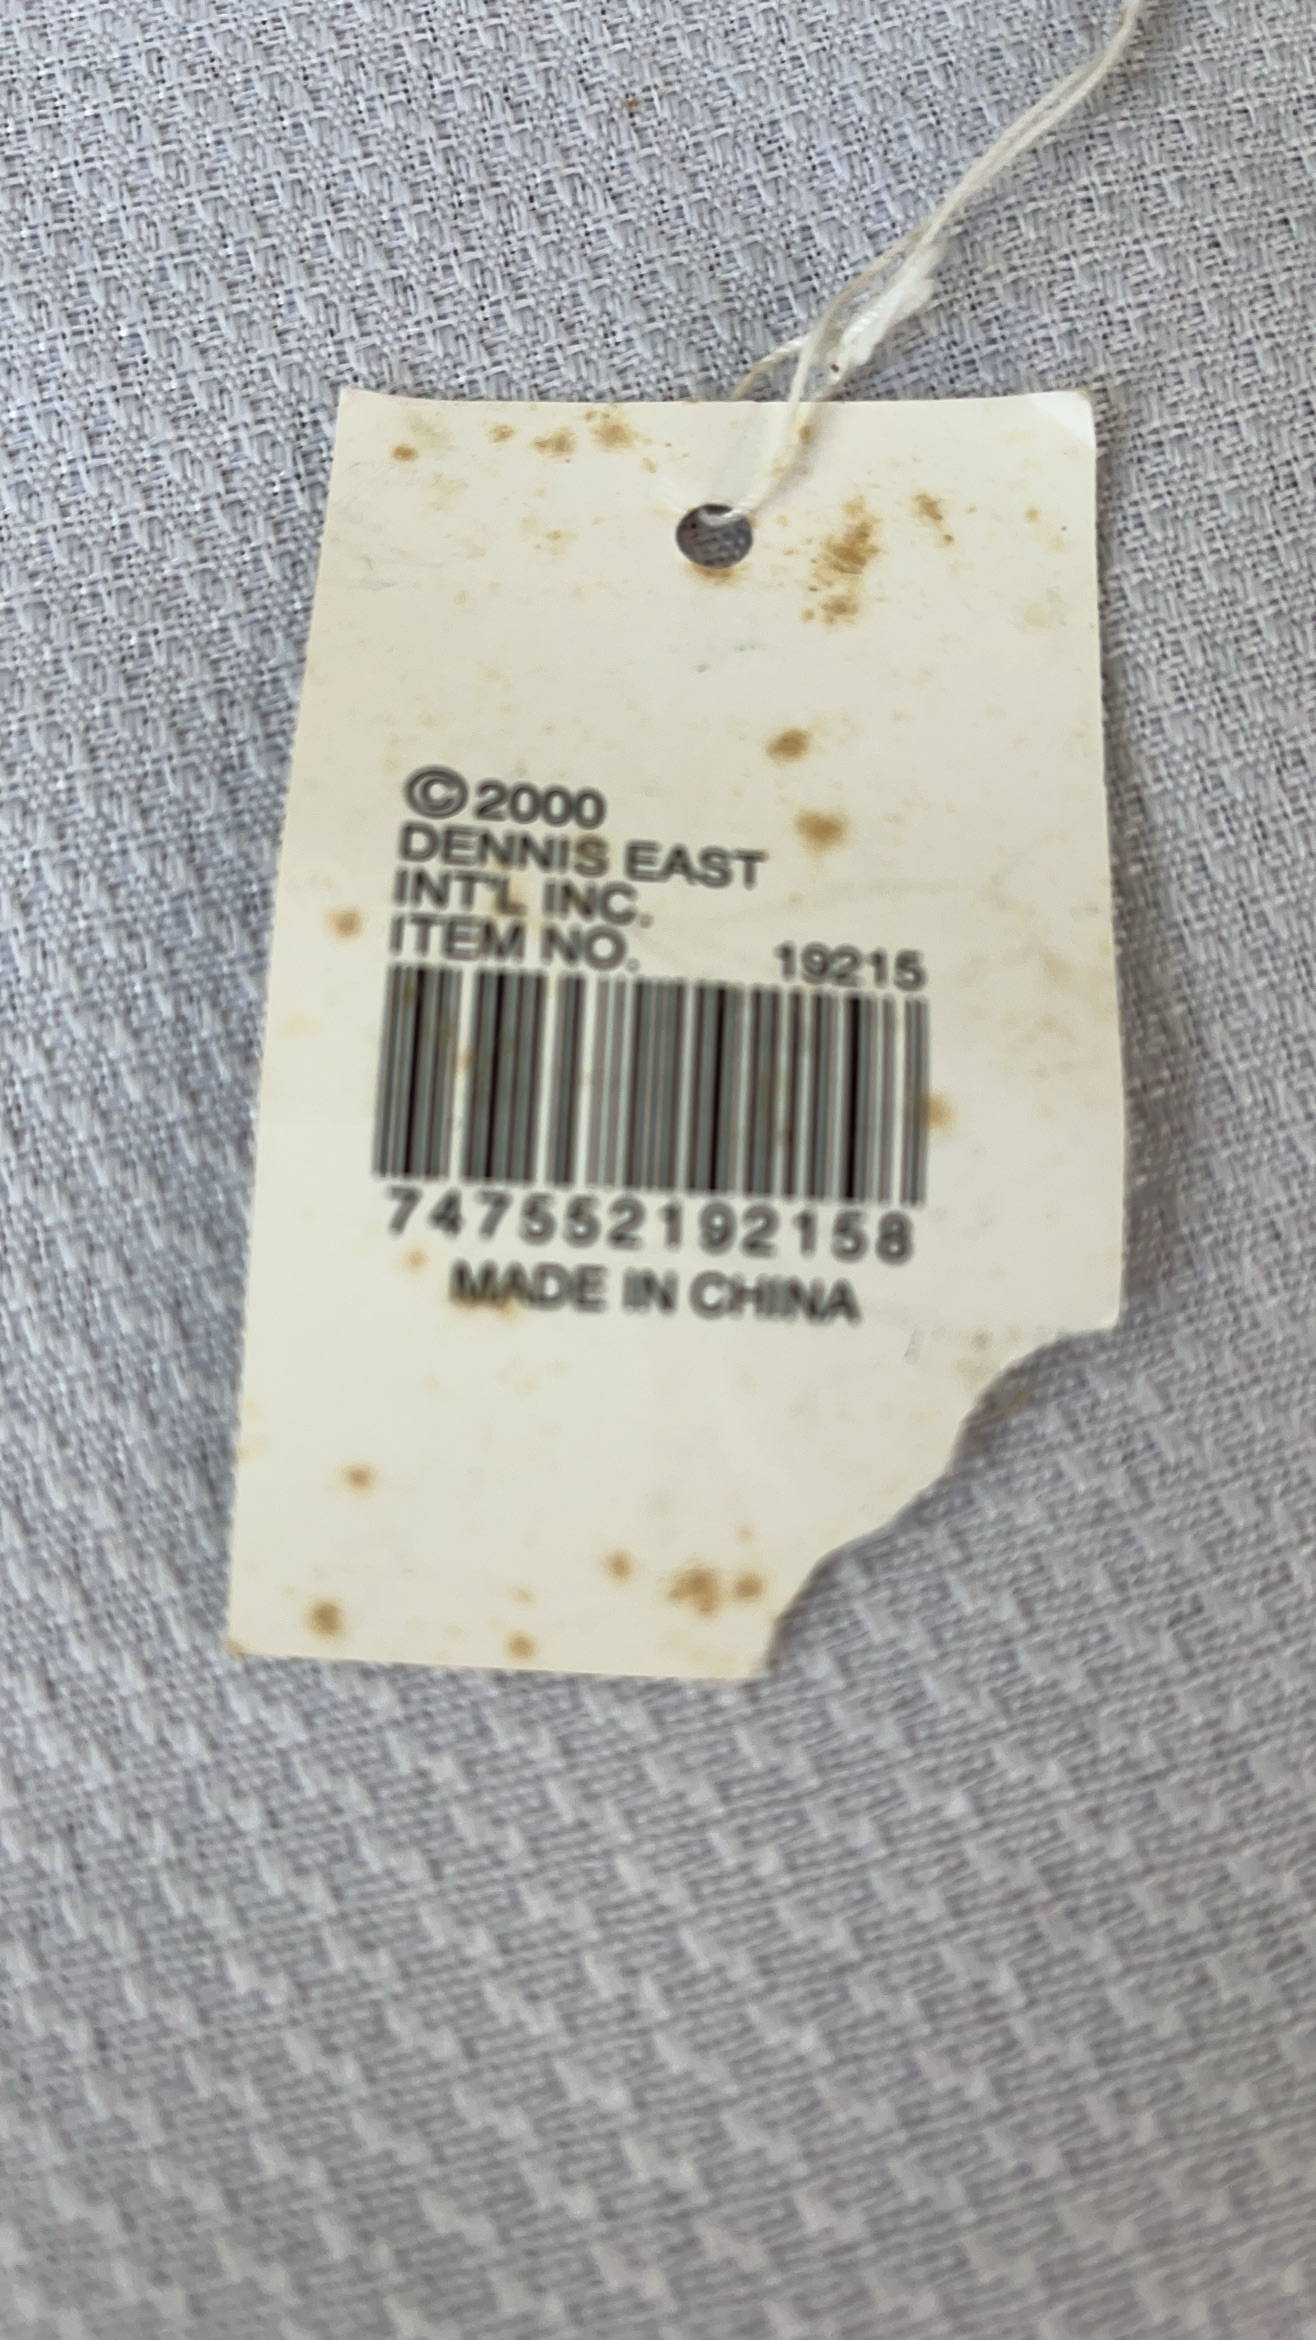 ©2000
DENNIS EAST
INT'L INC.
ITEM NO. 19215
747552192158
MADE IN CHINA